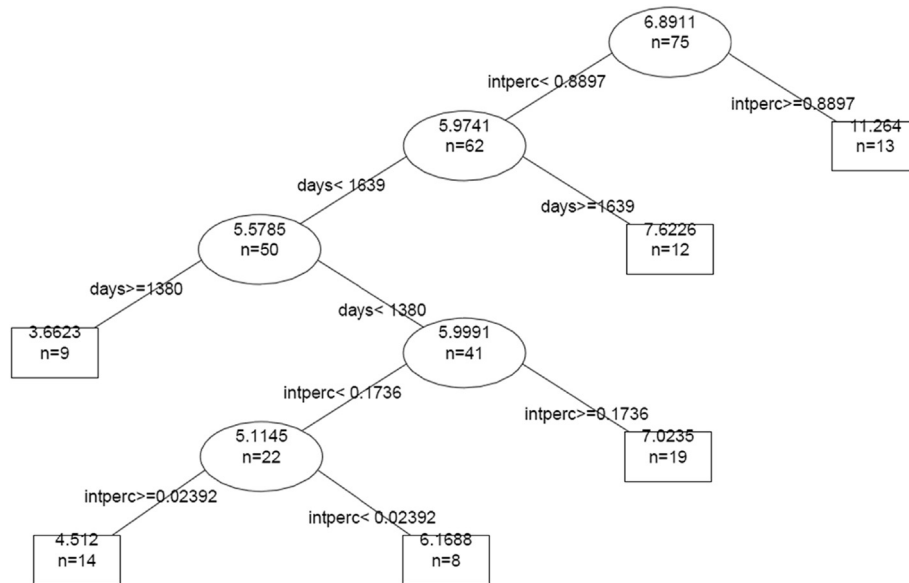 6.8911
n=75
intperc< 0.8897
intperc>=0.8897
5.9741
n=62
11.264
n=13
days< 1639
days>=1639
5.5785
n=50
7.6226
n=12
days>=1380
days< 1380
3.6623
n=9
5.9991
n=41
intperc< 0.1736
intperc>=0.1736
5.1145
n=22
7.0235
n=19
intperc>=0.02392
intperc< 0.02392
4.512
n=14
6.1688
n=8